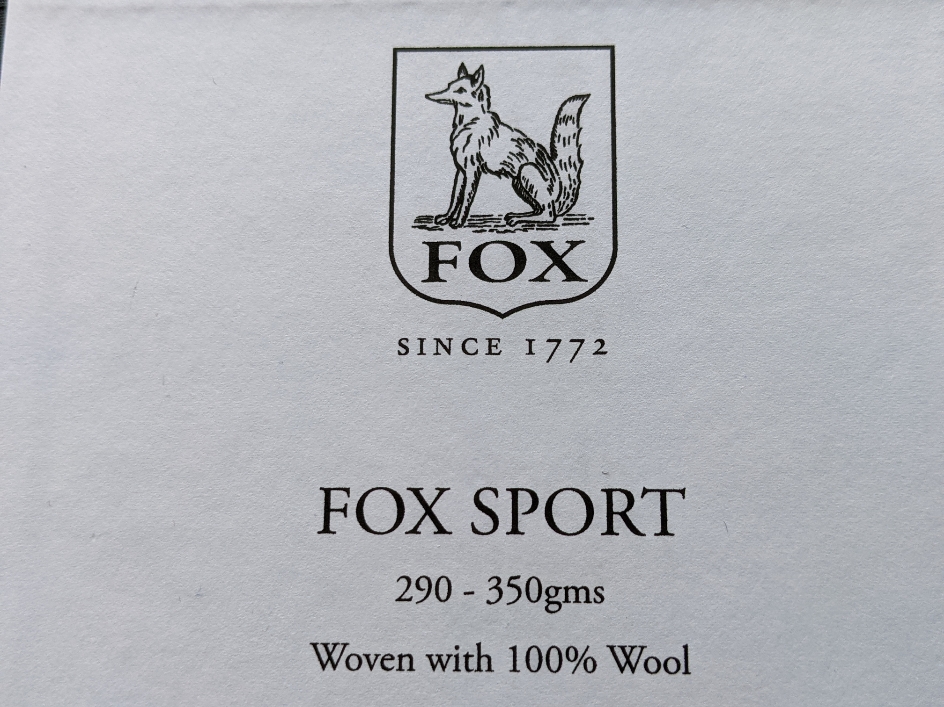 FOX
SINCE 1772
FOX SPORT
290 - 350gms
Woven with 100% Wool